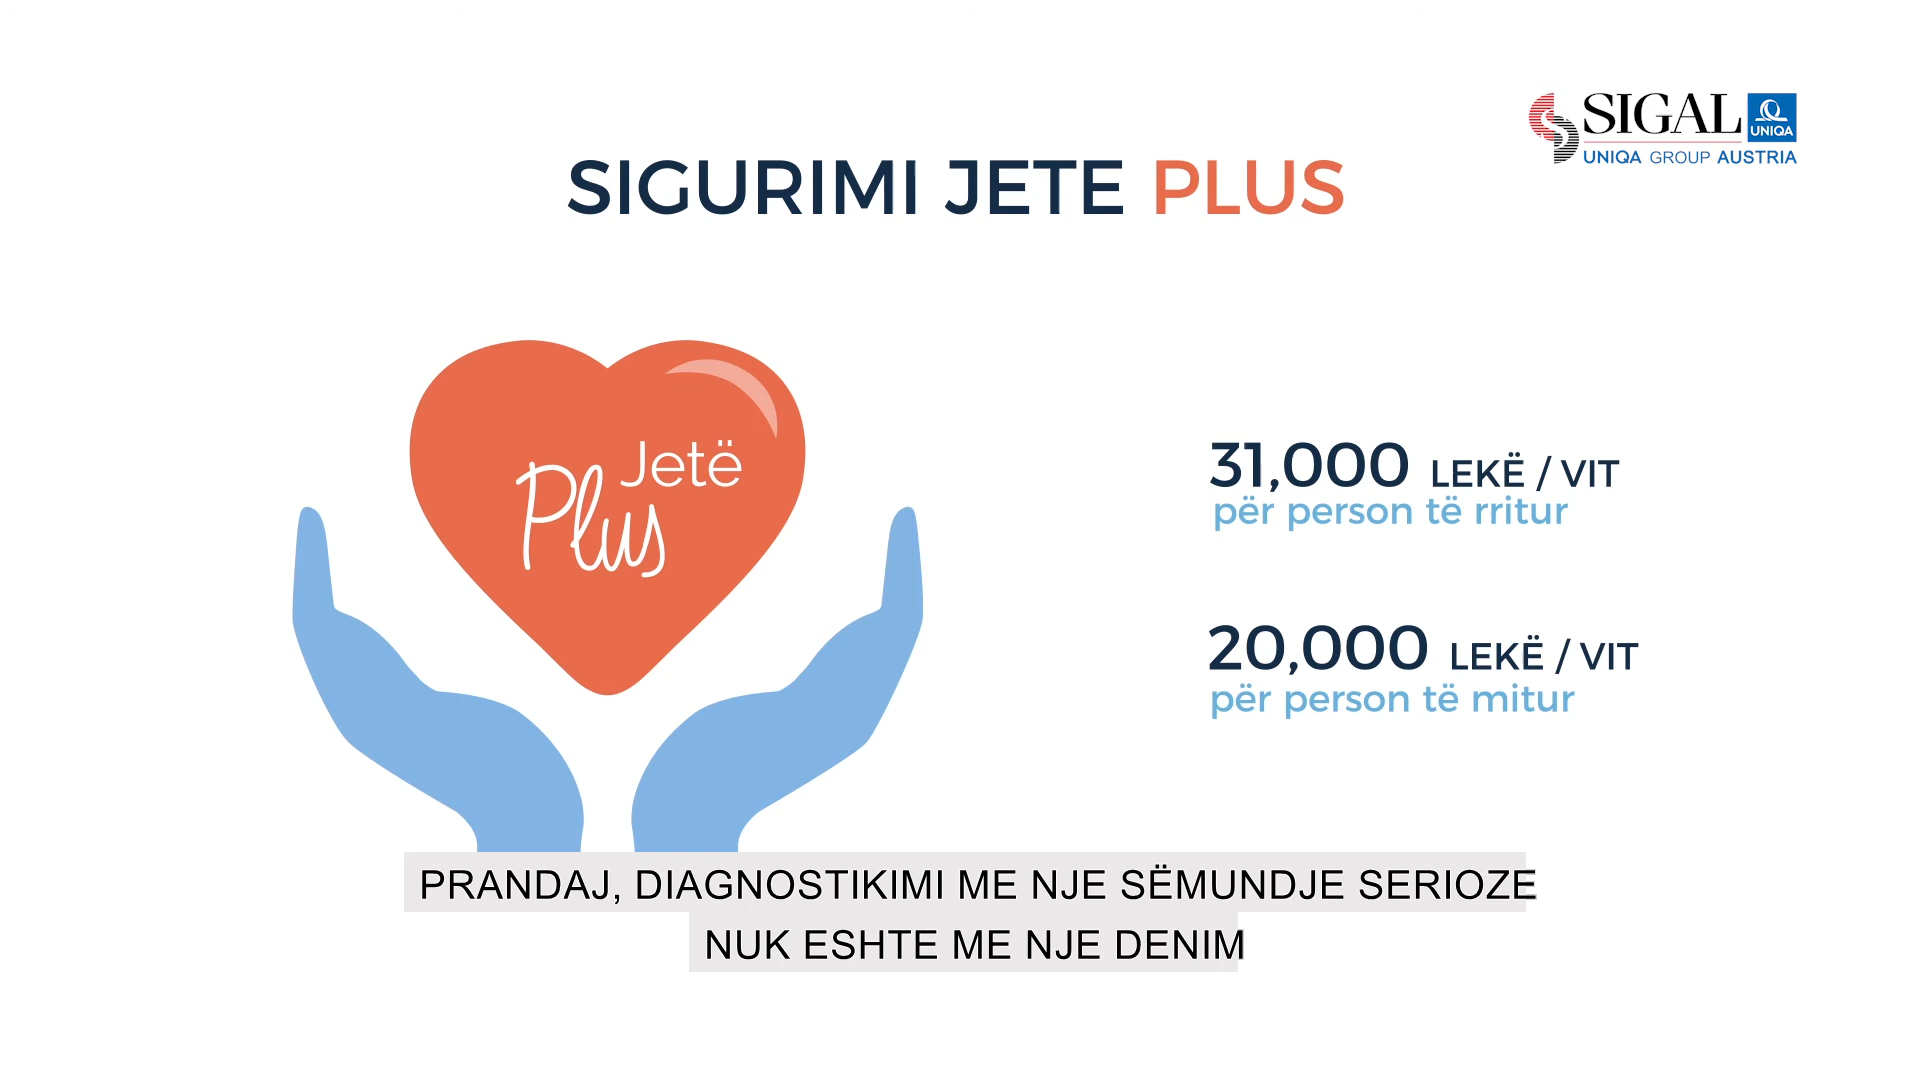 SIGAL
UNIQA
UNIQA GROUP AUSTRIA
SIGURIMI JETE PLUS
Jetë
Plus
31,000 LEKË / VIT
për person të rritur
20,000 LEKË / VIT
për person të mitur
PRANDAJ, DIAGNOSTIKIMI ME NJE SËMUNDJE SERIOZE
NUK ESHTE ME NJE DENIM